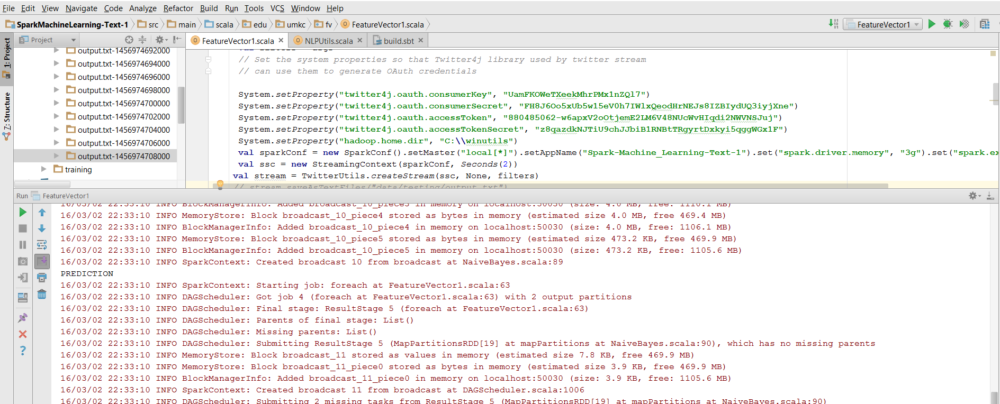 File Edit View Navigate Code Analyze Refactor Build Run Tools VCS Window Help
SparkMachineLearning-Text-1 src main scala edu umkc fv FeatureVector1.scala FeatureVector1
Project FeatureVector1.scala NLPUtils.scala build.sbt
1: Project
7: Structure
output.txt-1456974692000
output.txt-1456974694000
output.txt-1456974696000
output.txt-1456974698000
output.txt-1456974700000
output.txt-1456974702000
output.txt-1456974704000
output.txt-1456974706000
output.txt-1456974708000
training
// Set the system properties so that Twitter4j library used by twitter stream
// can use them to generate OAuth credentials
System.setProperty("twitter4j.oauth.consumerKey", "UamFKOWeTXeekMhrPMx1nZQl7")
System.setProperty("twitter4j.oauth.consumerSecret", "FH8J6Oo5xUb5w15eV0h7IWlxQeodHrNEJs8IZBIydUQ3iyjXne")
System.setProperty("twitter4j.oauth.accessToken", "880485062-w6apxV2oOtjemE2LM6V48NUcWvHIqdi2NWVNSJuj")
System.setProperty("twitter4j.oauth.accessTokenSecret", "z8qazdkNJTiU9chJJbiB1RNBtTRgyrtDxkyi5qggWGx1F")
System.setProperty("hadoop.home.dir", "C:\\winutils")
val sparkConf = new SparkConf().setMaster("local[*]").setAppName("Spark-Machine_Learning-Text-1").set("spark.driver.memory", "3g").set("spark.ex
val ssc = new StreamingContext(sparkConf, Seconds(2))
val stream = TwitterUtils.createStream(ssc, None, filters)
// stream.saveAsTextFiles("data/testing/output.txt")
Run FeatureVector1
16/03/02 22:33:10 INFO BlockManagerInfo: Added broadcast_10_piece3 in memory on localhost:50030 (size: 4.0 MB, free: 1110.1 MB)
16/03/02 22:33:10 INFO MemoryStore: Block broadcast_10_piece4 stored as bytes in memory (estimated size 4.0 MB, free 469.4 MB)
16/03/02 22:33:10 INFO BlockManagerInfo: Added broadcast_10_piece4 in memory on localhost:50030 (size: 4.0 MB, free: 1106.1 MB)
16/03/02 22:33:10 INFO MemoryStore: Block broadcast_10_piece5 stored as bytes in memory (estimated size 473.2 KB, free 469.9 MB)
16/03/02 22:33:10 INFO BlockManagerInfo: Added broadcast_10_piece5 in memory on localhost:50030 (size: 473.2 KB, free: 1105.6 MB)
16/03/02 22:33:10 INFO SparkContext: Created broadcast 10 from broadcast at NaiveBayes.scala:89
PREDICTION
16/03/02 22:33:10 INFO SparkContext: Starting job: foreach at FeatureVector1.scala:63
16/03/02 22:33:10 INFO DAGScheduler: Got job 4 (foreach at FeatureVector1.scala:63) with 2 output partitions
16/03/02 22:33:10 INFO DAGScheduler: Final stage: ResultStage 5 (foreach at FeatureVector1.scala:63)
16/03/02 22:33:10 INFO DAGScheduler: Parents of final stage: List()
16/03/02 22:33:10 INFO DAGScheduler: Missing parents: List()
16/03/02 22:33:10 INFO DAGScheduler: Submitting ResultStage 5 (MapPartitionsRDD[19] at mapPartitions at NaiveBayes.scala:90), which has no missing parents
16/03/02 22:33:10 INFO MemoryStore: Block broadcast_11 stored as values in memory (estimated size 7.8 KB, free 469.9 MB)
16/03/02 22:33:10 INFO MemoryStore: Block broadcast_11_piece0 stored as bytes in memory (estimated size 3.9 KB, free 469.9 MB)
16/03/02 22:33:10 INFO BlockManagerInfo: Added broadcast_11_piece0 in memory on localhost:50030 (size: 3.9 KB, free: 1105.6 MB)
16/03/02 22:33:10 INFO SparkContext: Created broadcast 11 from broadcast at DAGScheduler.scala:1006
16/03/02 22:33:10 INFO DAGScheduler: Submitting 2 missing tasks from ResultStage 5 (MapPartitionsRDD[19] at mapPartitions at NaiveBayes.scala:90)